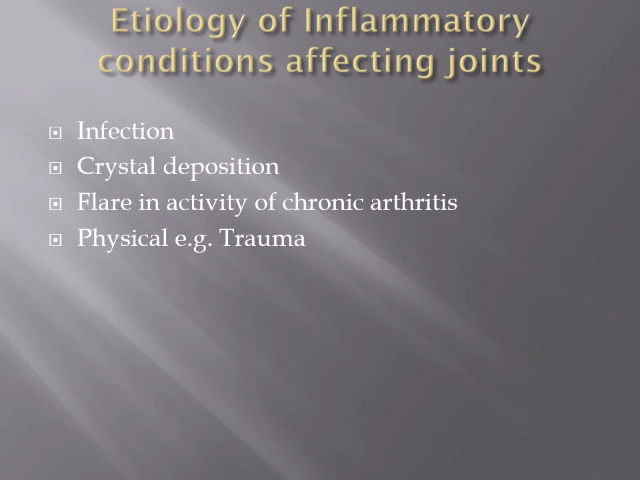 Etiology of Inflammatory
conditions affecting joints
Infection
Crystal deposition
Flare in activity of chronic arthritis
Physical e.g. Trauma